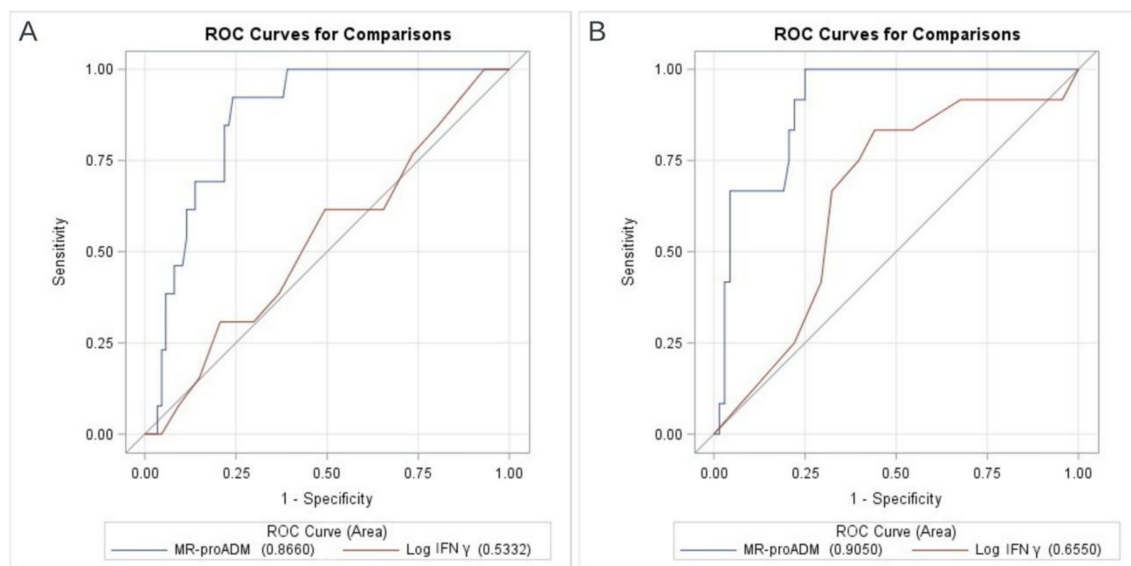 A
ROC Curves for Comparisons
1.00
0.75
0.50
0.25
0.00
Sensitivity
0.00 0.25 0.50 0.75 1.00
1 - Specificity
ROC Curve (Area)
MR-proADM (0.8660) Log IFN γ (0.5332)
B
ROC Curves for Comparisons
1.00
0.75
0.50
0.25
0.00
Sensitivity
0.00 0.25 0.50 0.75 1.00
1 - Specificity
ROC Curve (Area)
MR-proADM (0.9050) Log IFN γ (0.6550)